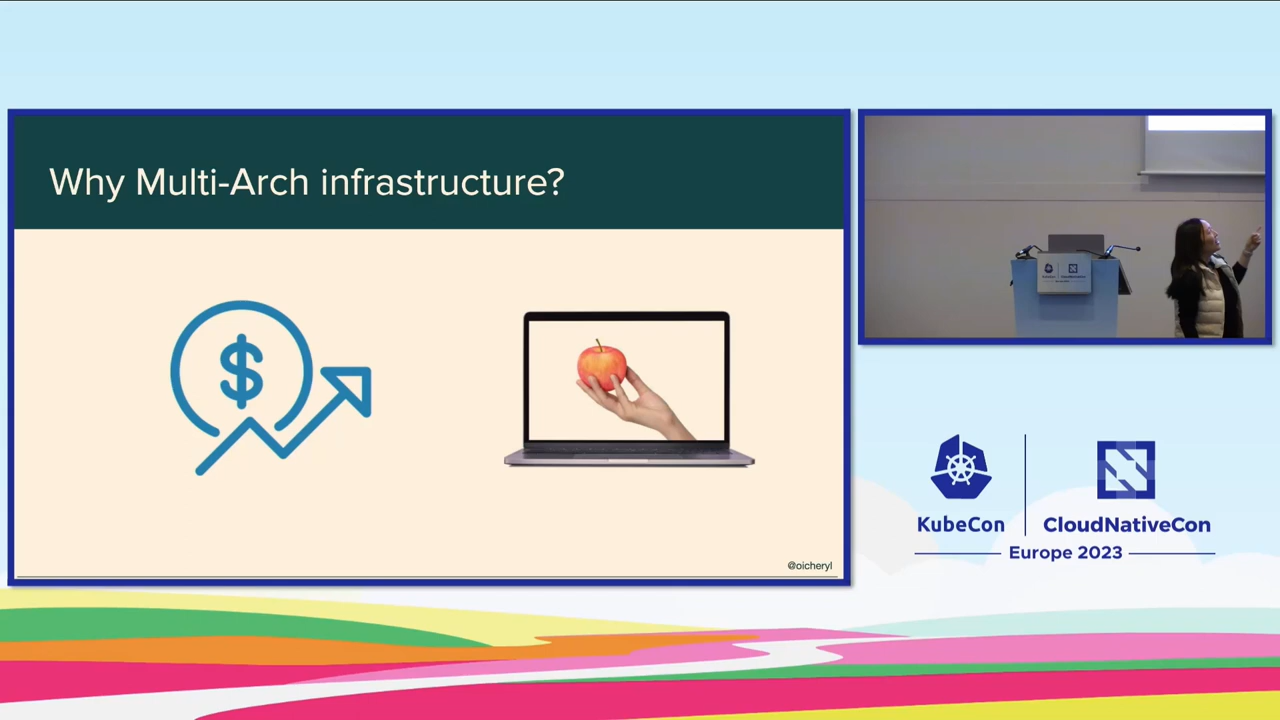 Why Multi-Arch infrastructure?
$
@oicheryl
KubeCon
CloudNativeCon
Europe 2023